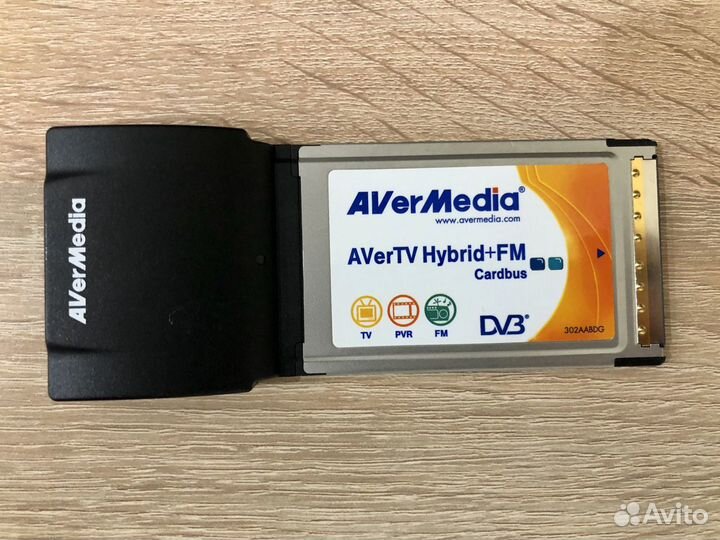 AVerMedia
AVerMedia®
www.avermedia.com
AVerTV Hybrid+FM
Cardbus
TV PVR FM
DVB®
302AABDG
Avito